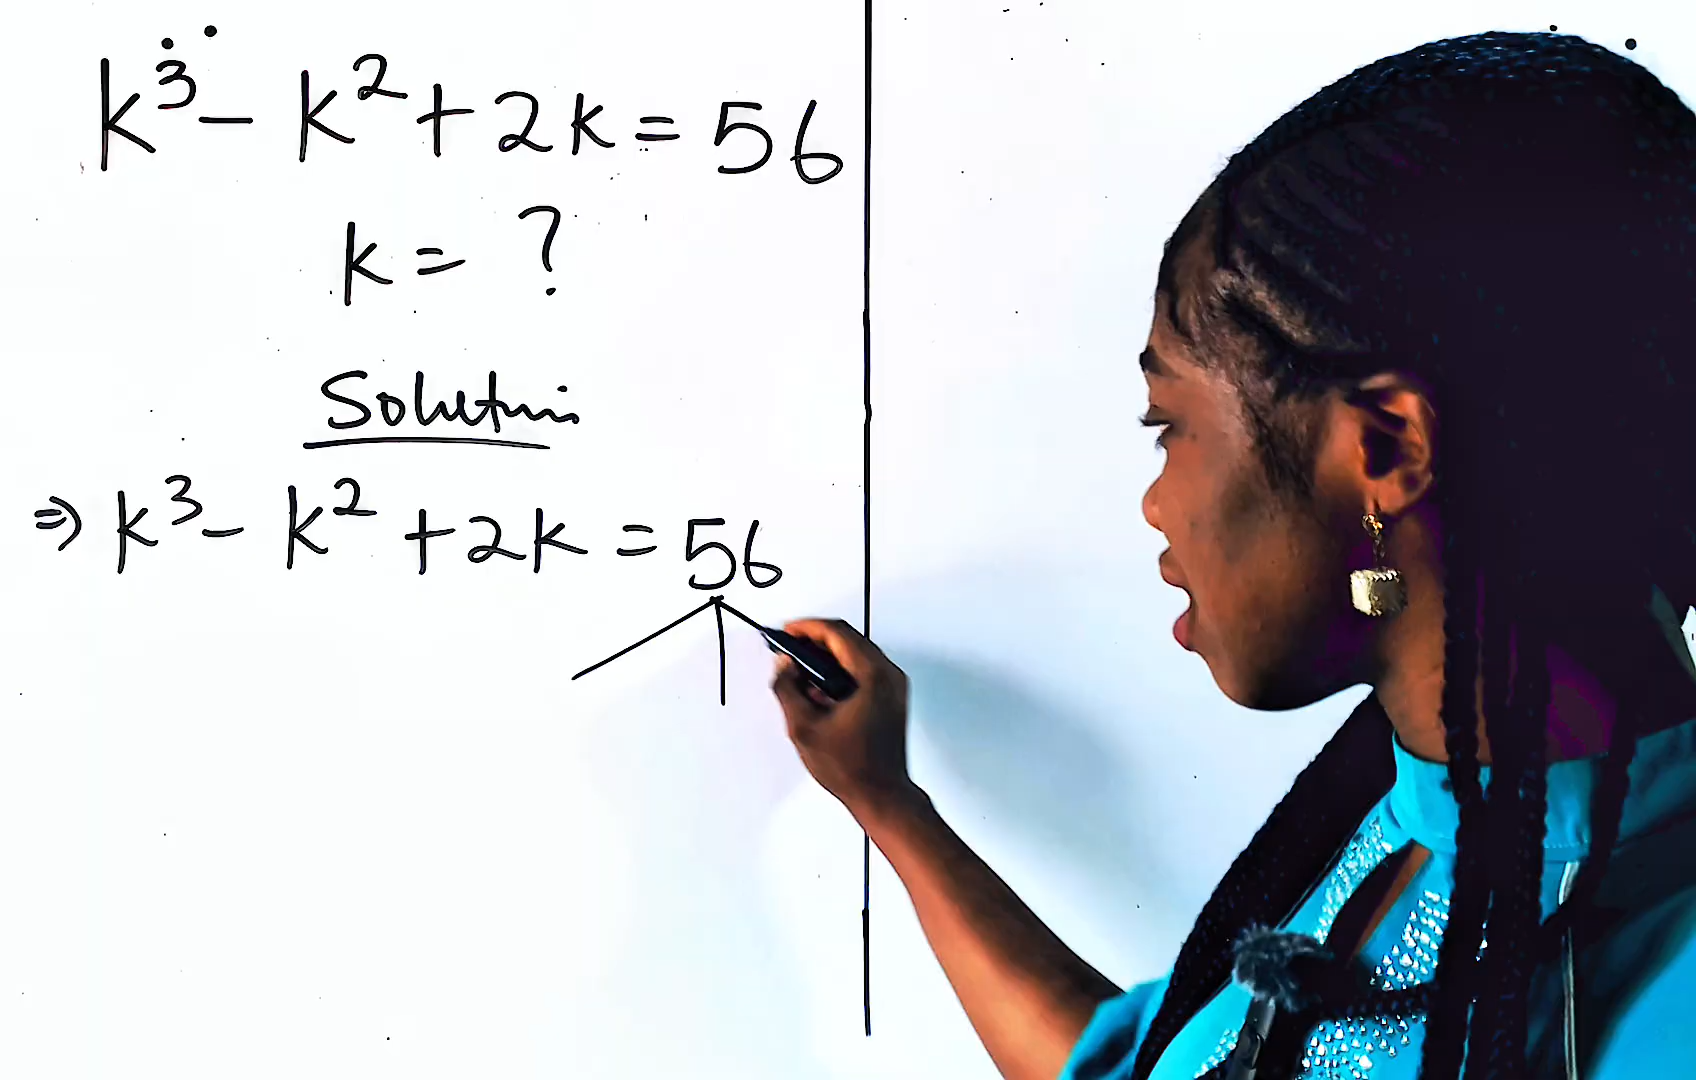 k³ - k² + 2k = 56
k = ?
Solution
⇒ k³ - k² + 2k = 56